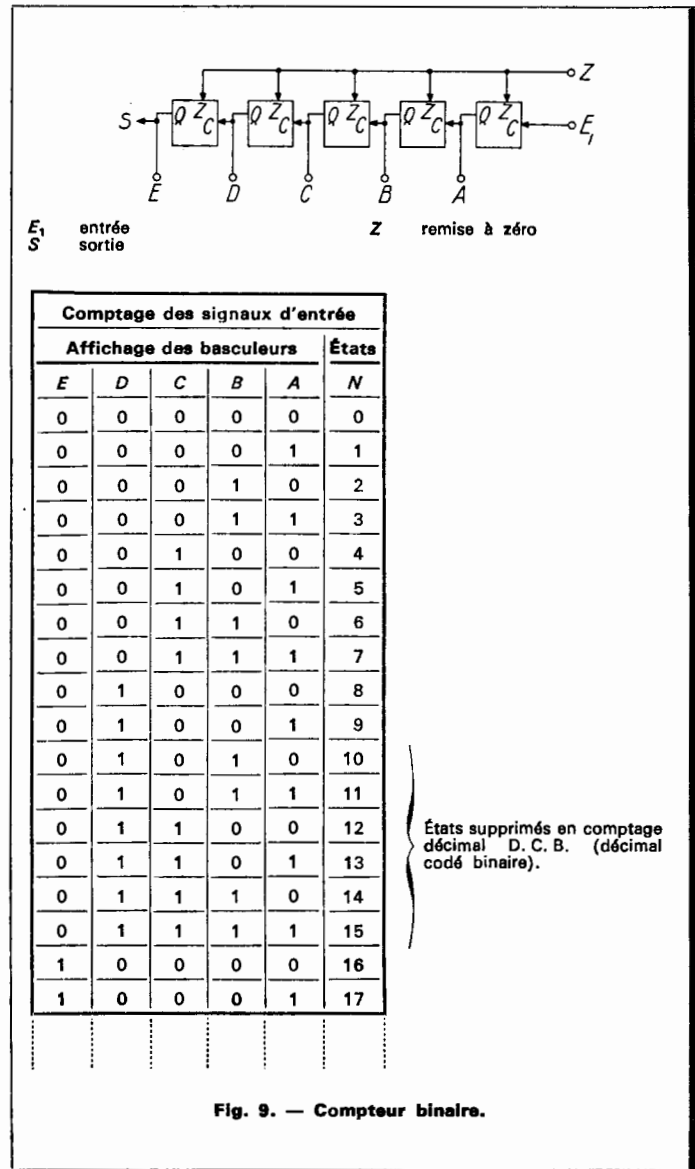 Z
Q Z C Q Z C Q Z C Q Z C Q Z C
S E₁
E D C B A
E₁ entrée Z remise à zéro
S sortie
Comptage des signaux d'entrée
Affichage des basculeurs États
E D C B A N
0 0 0 0 0 0
0 0 0 0 1 1
0 0 0 1 0 2
0 0 0 1 1 3
0 0 1 0 0 4
0 0 1 0 1 5
0 0 1 1 0 6
0 0 1 1 1 7
0 1 0 0 0 8
0 1 0 0 1 9
0 1 0 1 0 10
0 1 0 1 1 11
0 1 1 0 0 12
0 1 1 0 1 13
0 1 1 1 0 14
0 1 1 1 1 15
1 0 0 0 0 16
1 0 0 0 1 17
États supprimés en comptage
décimal D. C. B. (décimal
codé binaire).
Fig. 9. — Compteur binaire.